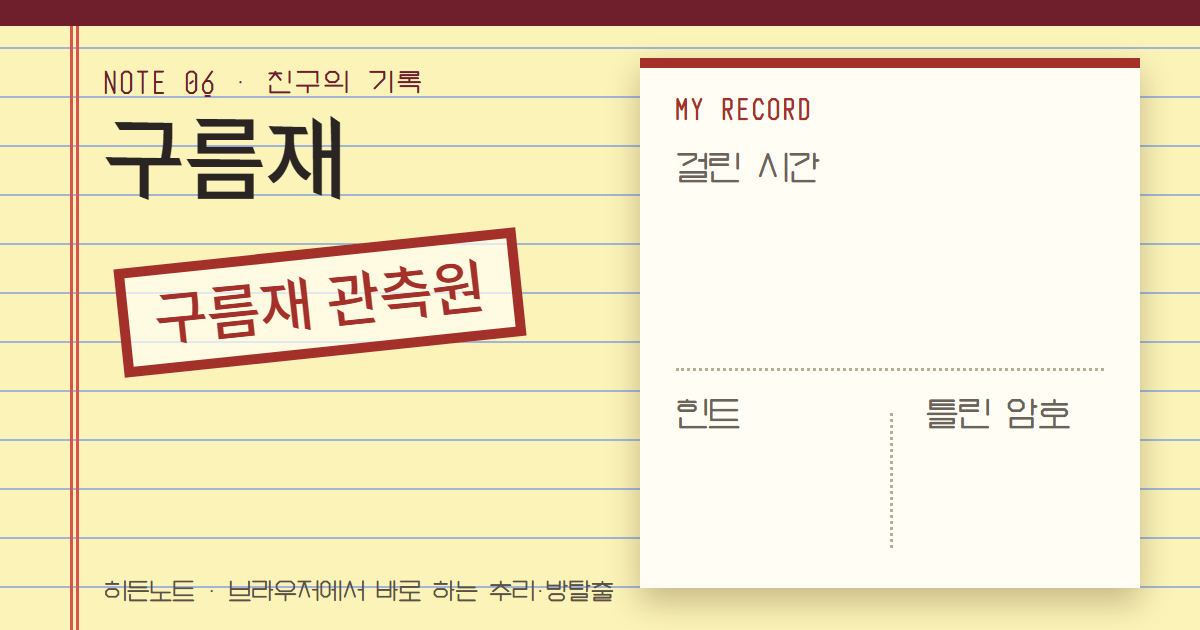 NOTE 06 · 친구의 기록
구름재
구름재 관측원
MY RECORD
걸린 시간
힌트
틀린 암호
히든노트 · 브라우저에서 바로 하는 추리·방탈출